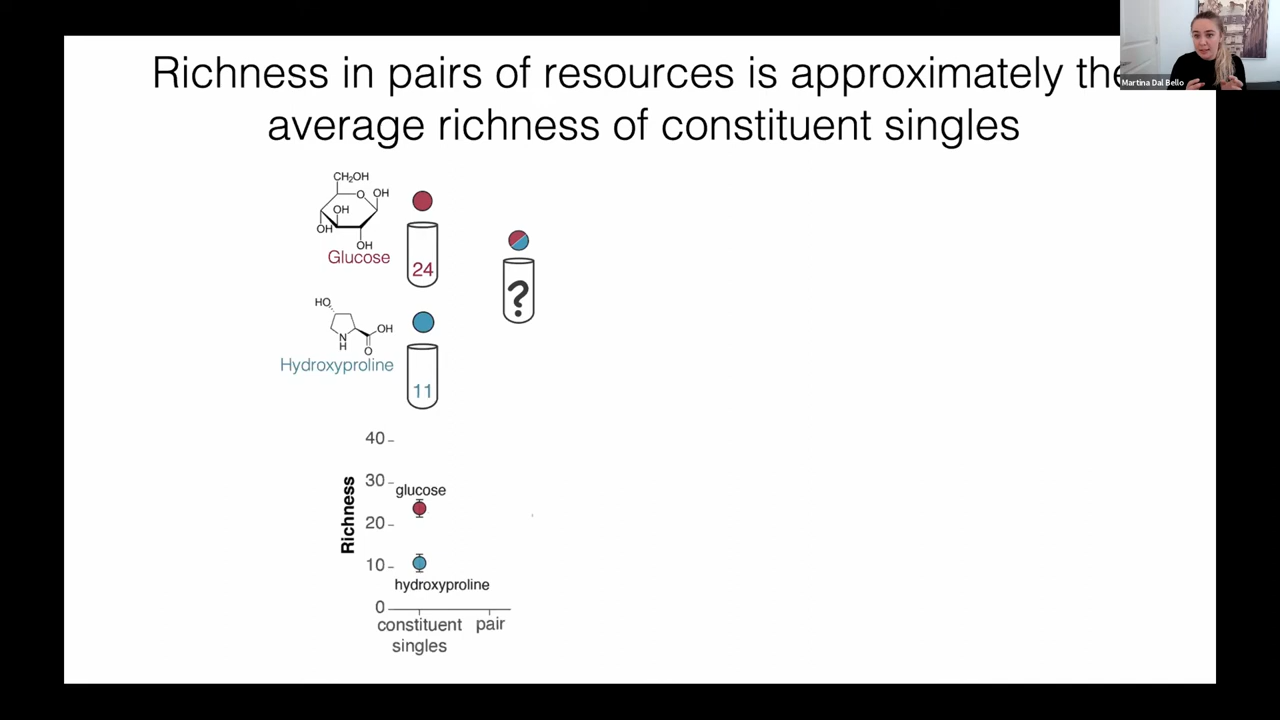 Richness in pairs of resources is approximately the
average richness of constituent singles
Martina Dal Bello
CH₂OH
O
OH
OH
OH
OH
Glucose
24
?
HO
OH
N
H
O
Hydroxyproline
11
Richness
40
30
20
10
0
glucose
hydroxyproline
constituent
singles
pair